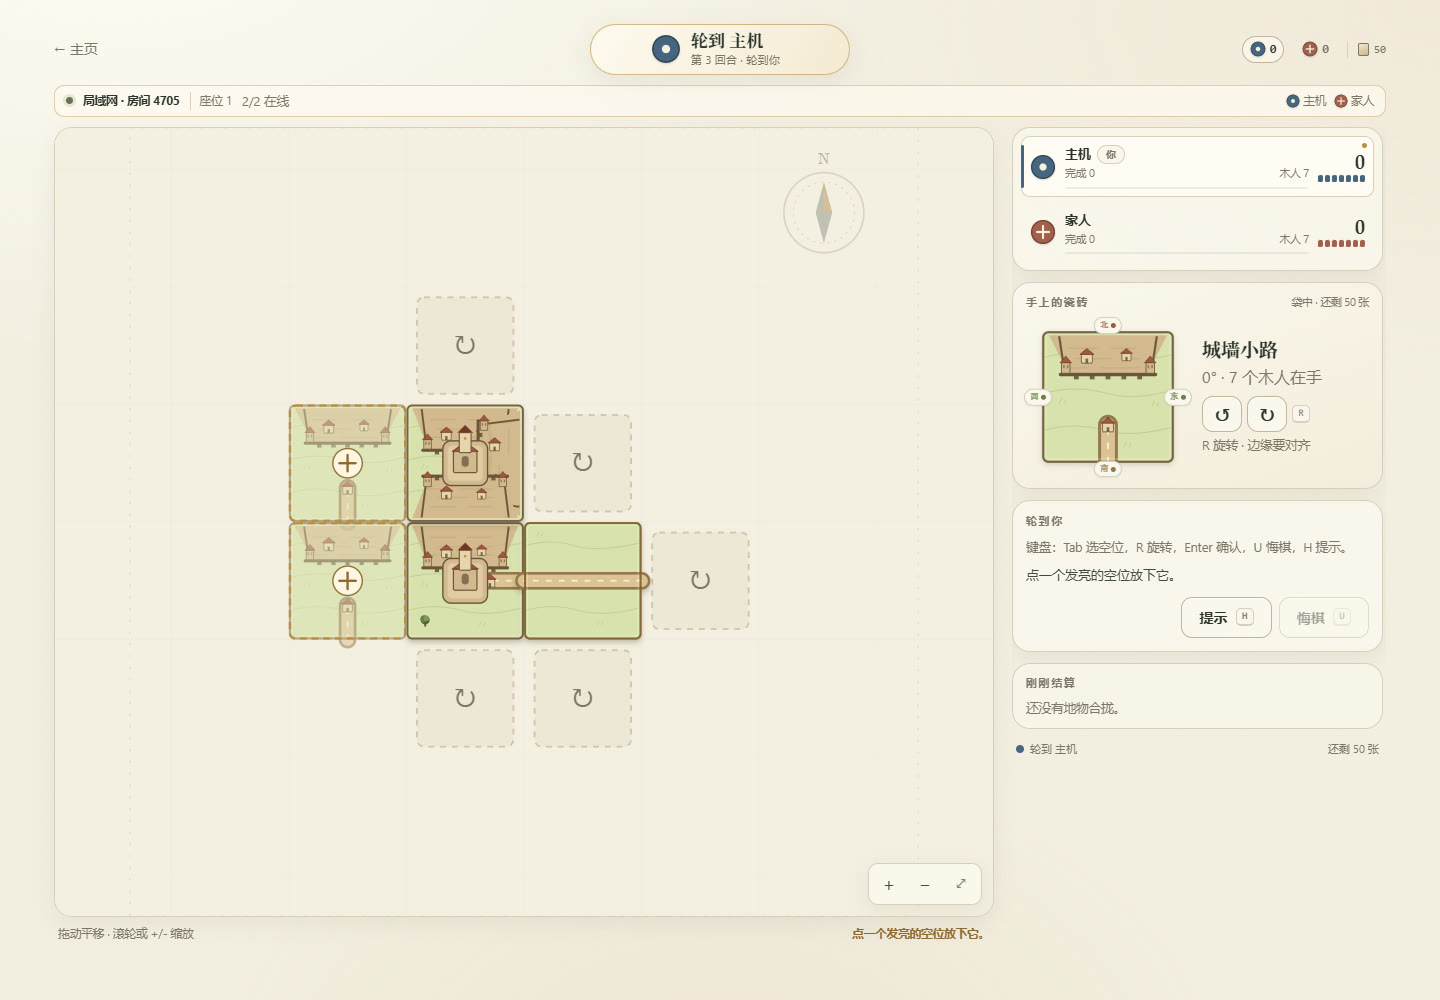 ← 主页
轮到 主机
第 3 回合 · 轮到你
0
0
50
局域网 · 房间 4705
座位 1
2/2 在线
主机
家人
N
主机
你
完成 0
木人 7
0
家人
完成 0
木人 7
0
手上的瓷砖
袋中 · 还剩 50 张
北
西
东
南
城墙小路
0° · 7 个木人在手
R
R 旋转 · 边缘要对齐
轮到你
键盘：Tab 选空位，R 旋转，Enter 确认，U 悔棋，H 提示。
点一个发亮的空位放下它。
提示 H
悔棋 U
刚刚结算
还没有地物合拢。
轮到 主机
还剩 50 张
+ − ⤢
拖动平移 · 滚轮或 +/- 缩放
点一个发亮的空位放下它。